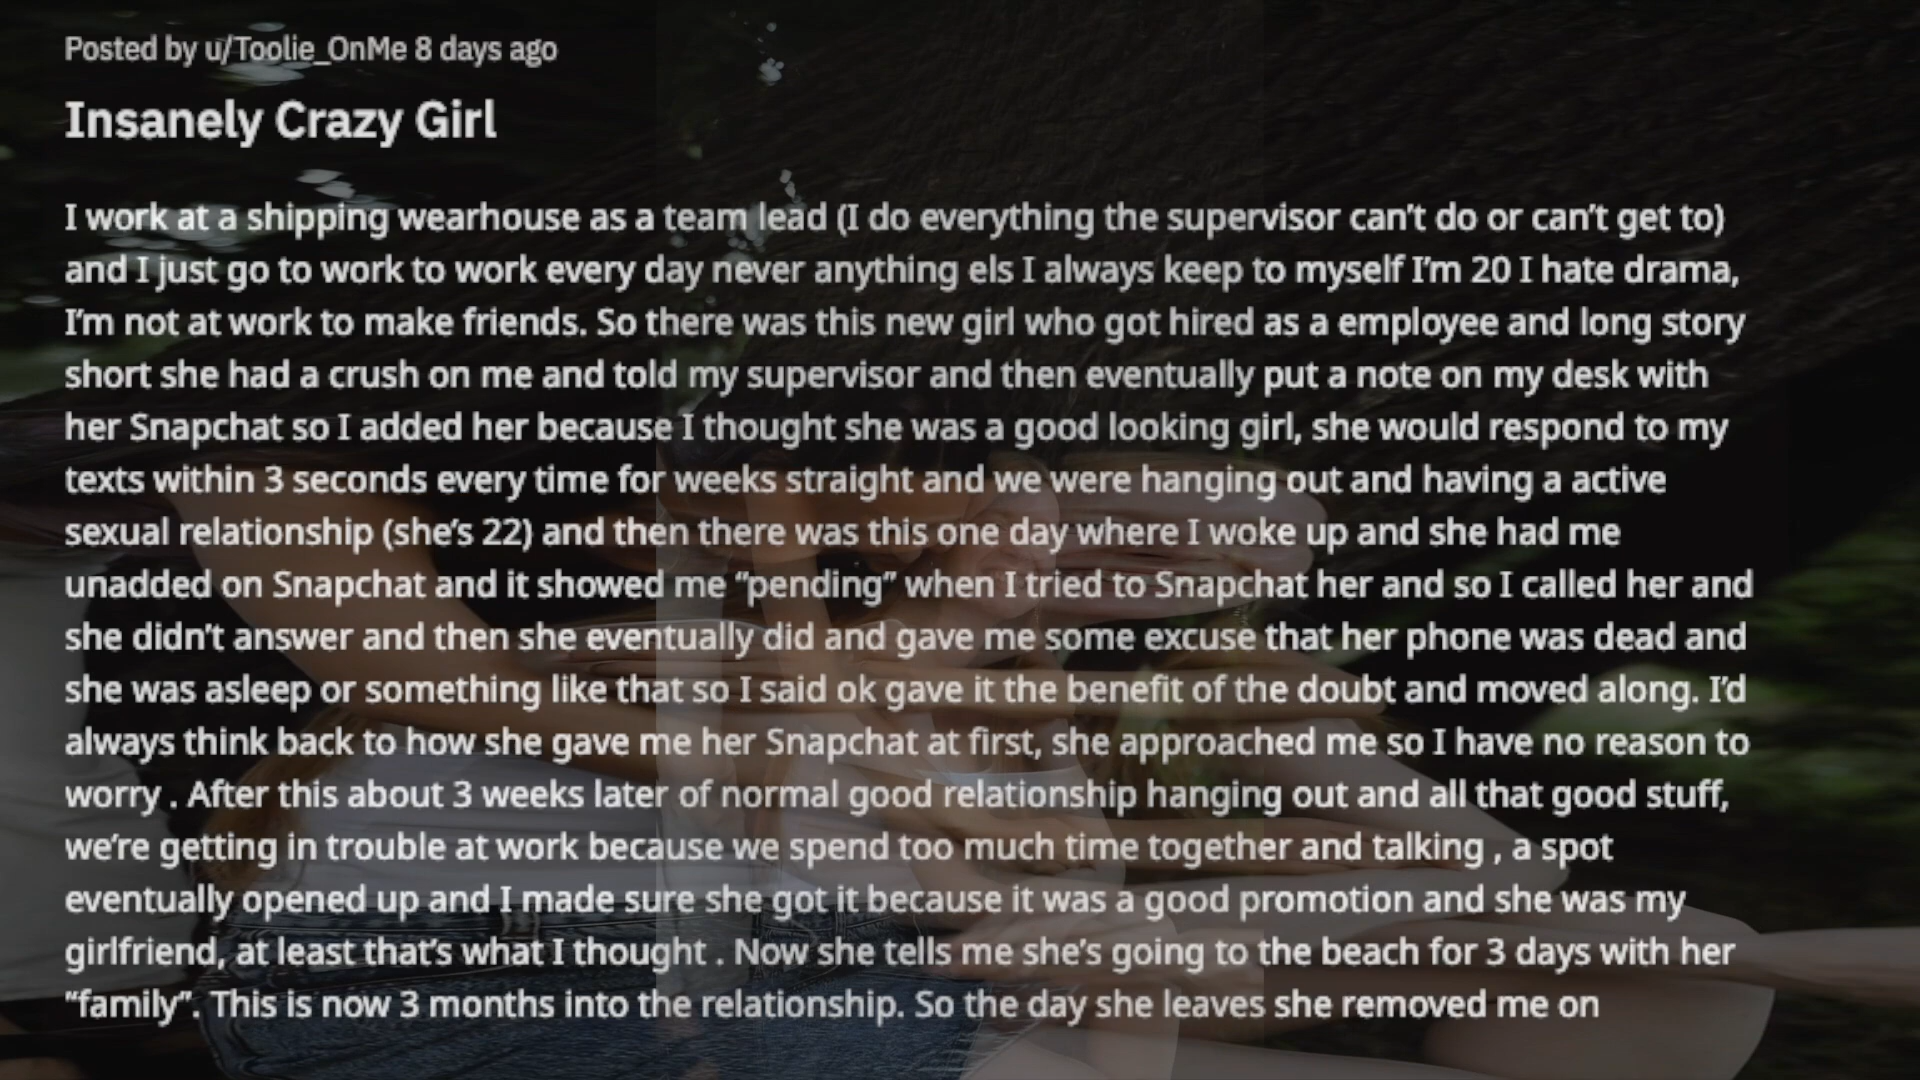 Posted by u/Toolie_OnMe 8 days ago
Insanely Crazy Girl
I work at a shipping wearhouse as a team lead (I do everything the supervisor can't do or can't get to)
and I just go to work to work every day never anything els I always keep to myself I'm 20 I hate drama,
I'm not at work to make friends. So there was this new girl who got hired as a employee and long story
short she had a crush on me and told my supervisor and then eventually put a note on my desk with
her Snapchat so I added her because I thought she was a good looking girl, she would respond to my
texts within 3 seconds every time for weeks straight and we were hanging out and having a active
sexual relationship (she's 22) and then there was this one day where I woke up and she had me
unadded on Snapchat and it showed me “pending” when I tried to Snapchat her and so I called her and
she didn't answer and then she eventually did and gave me some excuse that her phone was dead and
she was asleep or something like that so I said ok gave it the benefit of the doubt and moved along. I'd
always think back to how she gave me her Snapchat at first, she approached me so I have no reason to
worry . After this about 3 weeks later of normal good relationship hanging out and all that good stuff,
we're getting in trouble at work because we spend too much time together and talking , a spot
eventually opened up and I made sure she got it because it was a good promotion and she was my
girlfriend, at least that's what I thought . Now she tells me she's going to the beach for 3 days with her
“family”. This is now 3 months into the relationship. So the day she leaves she removed me on